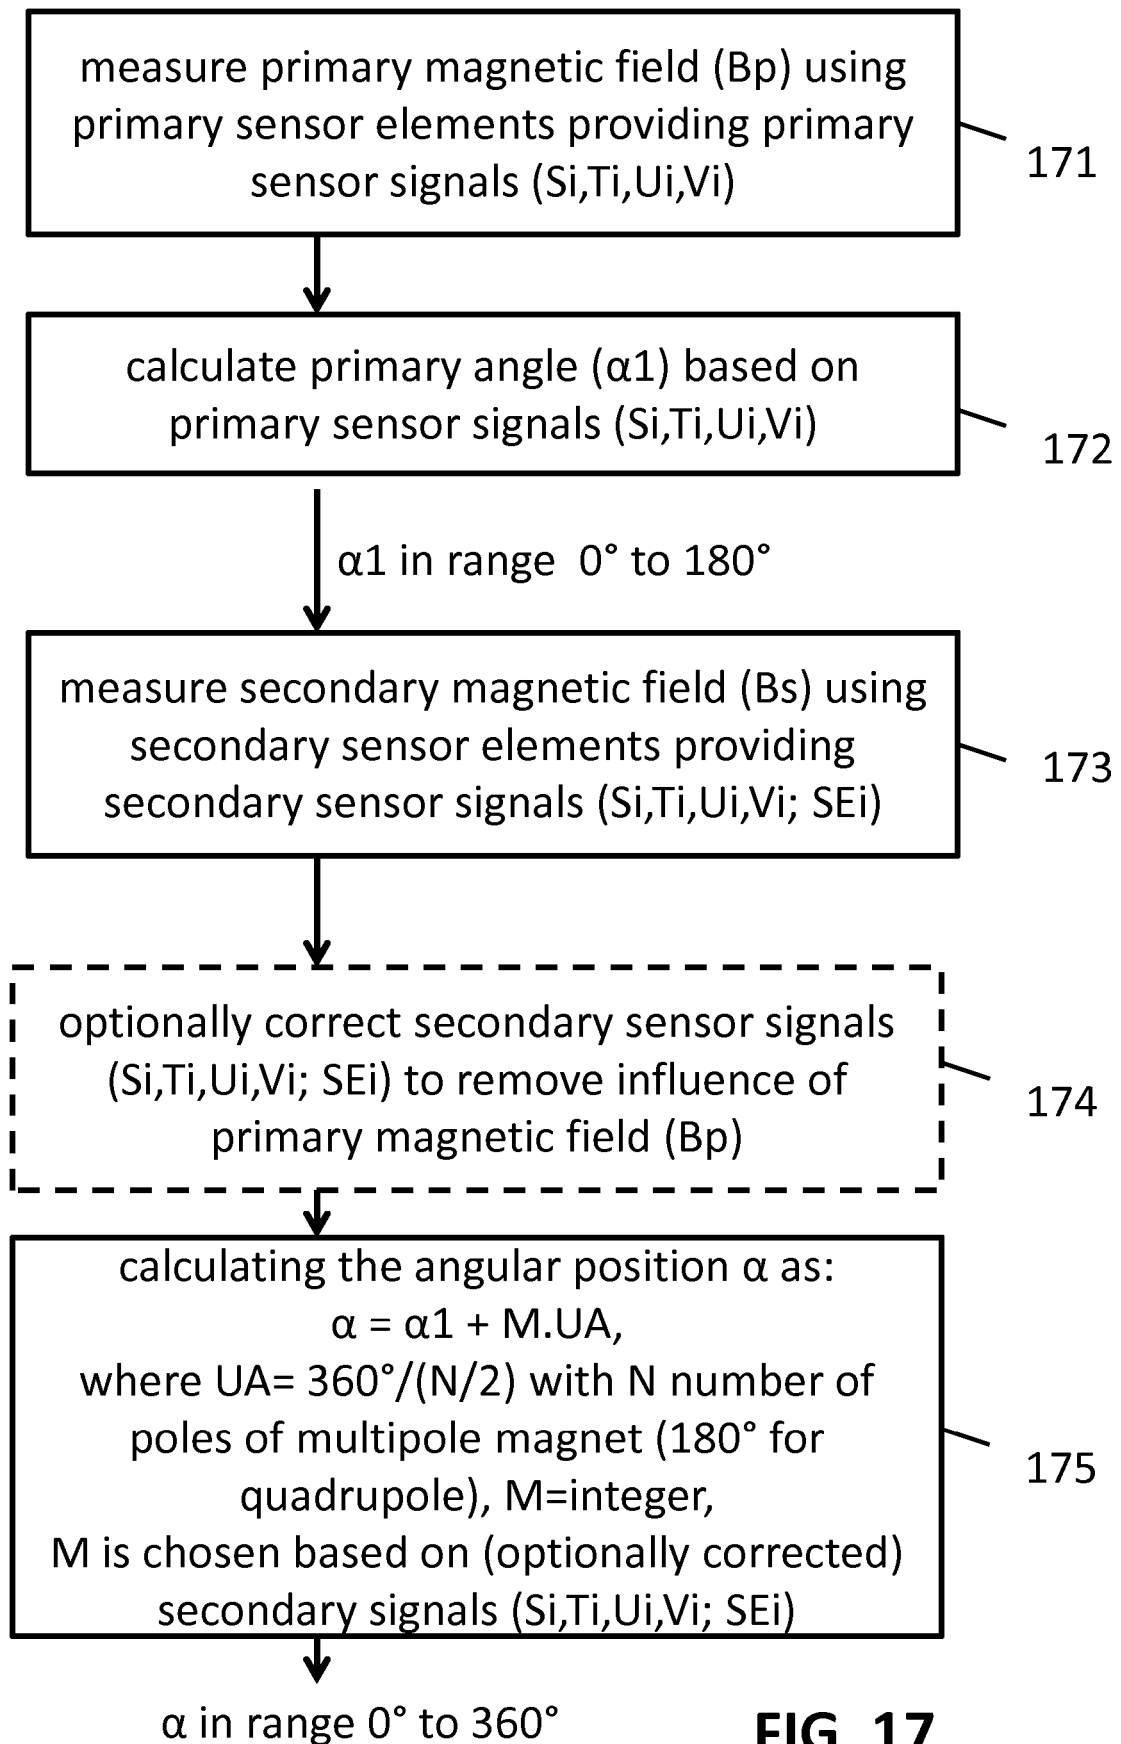 measure primary magnetic field (Bp) using
primary sensor elements providing primary
sensor signals (Si,Ti,Ui,Vi)
171
calculate primary angle (α1) based on
primary sensor signals (Si,Ti,Ui,Vi)
172
α1 in range 0° to 180°
measure secondary magnetic field (Bs) using
secondary sensor elements providing
secondary sensor signals (Si,Ti,Ui,Vi; SEi)
173
optionally correct secondary sensor signals
(Si,Ti,Ui,Vi; SEi) to remove influence of
primary magnetic field (Bp)
174
calculating the angular position α as:
α = α1 + M.UA,
where UA= 360°/(N/2) with N number of
poles of multipole magnet (180° for
quadrupole), M=integer,
M is chosen based on (optionally corrected)
secondary signals (Si,Ti,Ui,Vi; SEi)
175
α in range 0° to 360°
FIG. 17